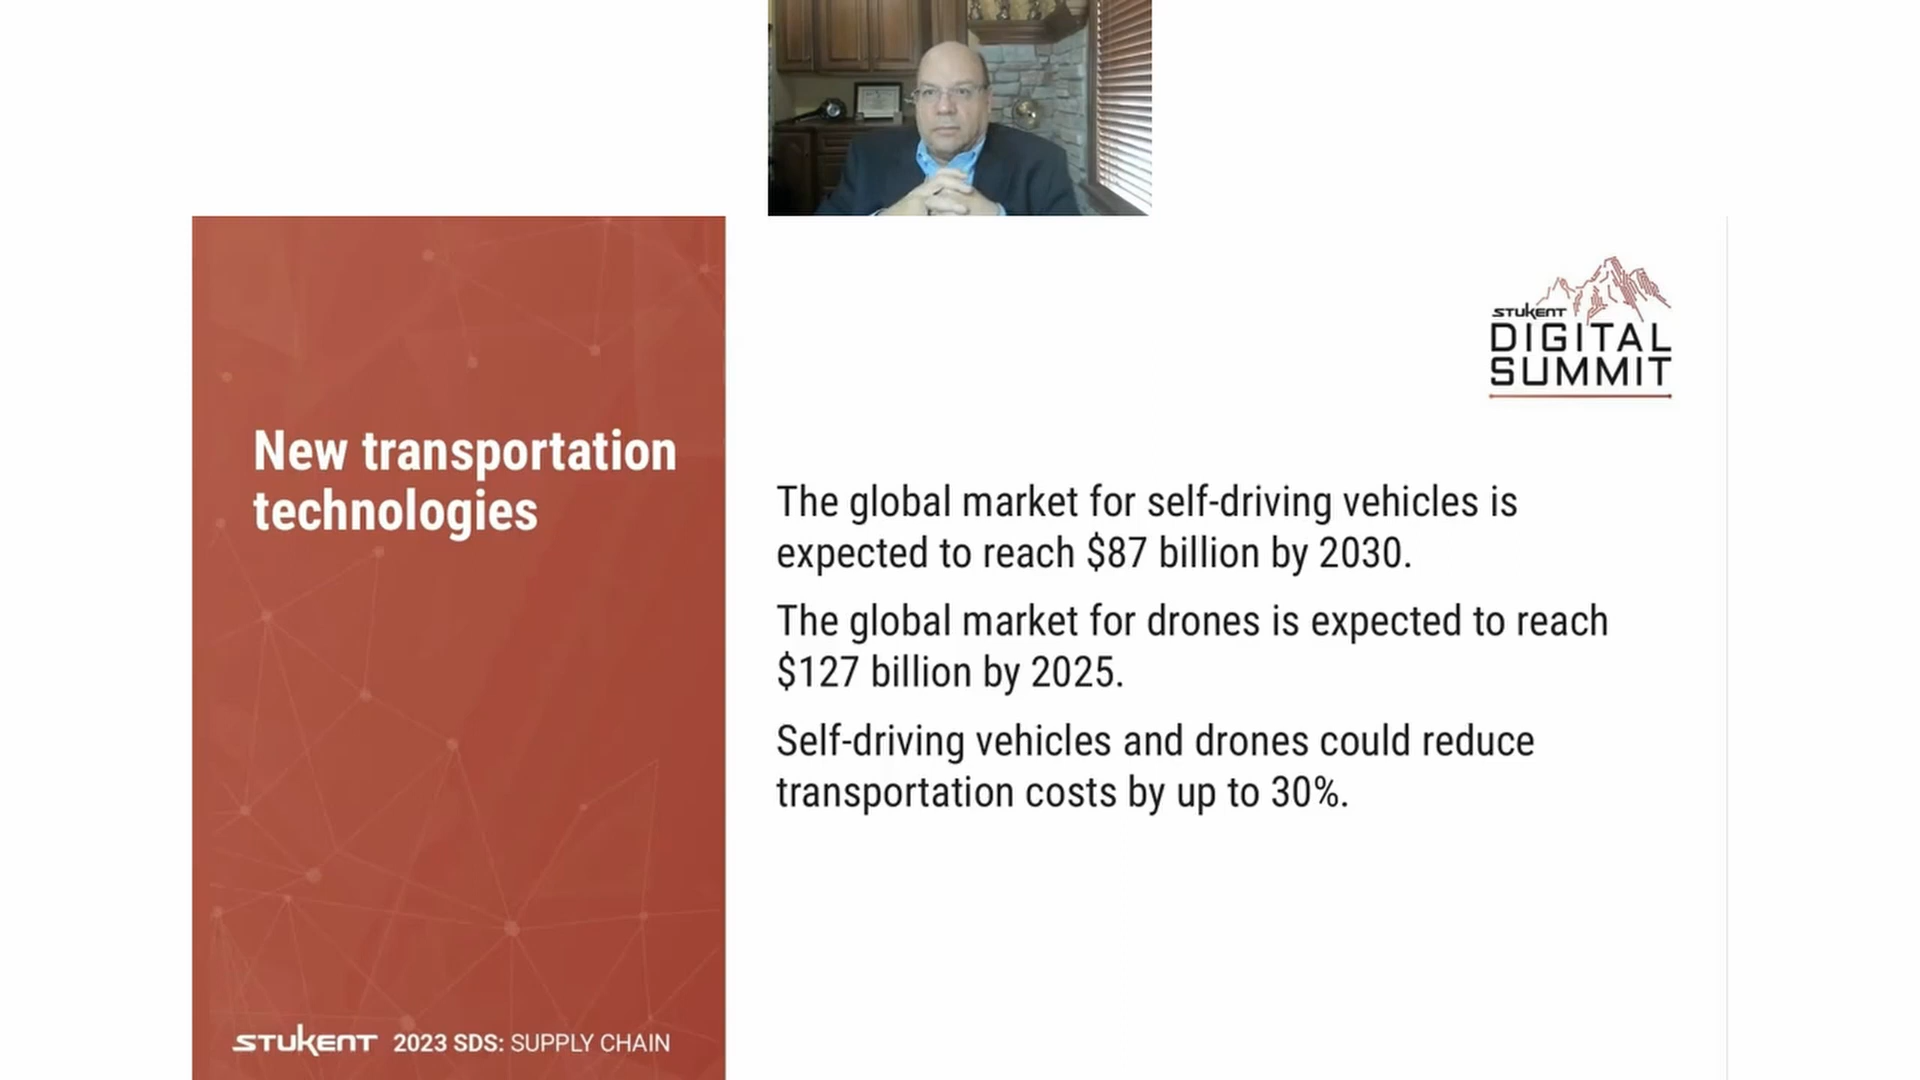 STUKENT
DIGITAL
SUMMIT
New transportation
technologies
The global market for self-driving vehicles is
expected to reach $87 billion by 2030.
The global market for drones is expected to reach
$127 billion by 2025.
Self-driving vehicles and drones could reduce
transportation costs by up to 30%.
STUKENT 2023 SDS: SUPPLY CHAIN